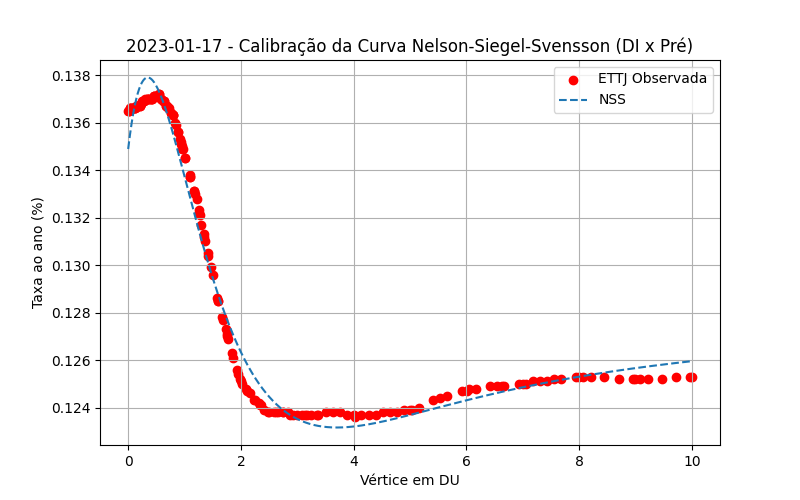 2023-01-17 - Calibração da Curva Nelson-Siegel-Svensson (DI x Pré)
ETTJ Observada
NSS
Taxa ao ano (%)
0.138
0.136
0.134
0.132
0.130
0.128
0.126
0.124
0 2 4 6 8 10
Vértice em DU